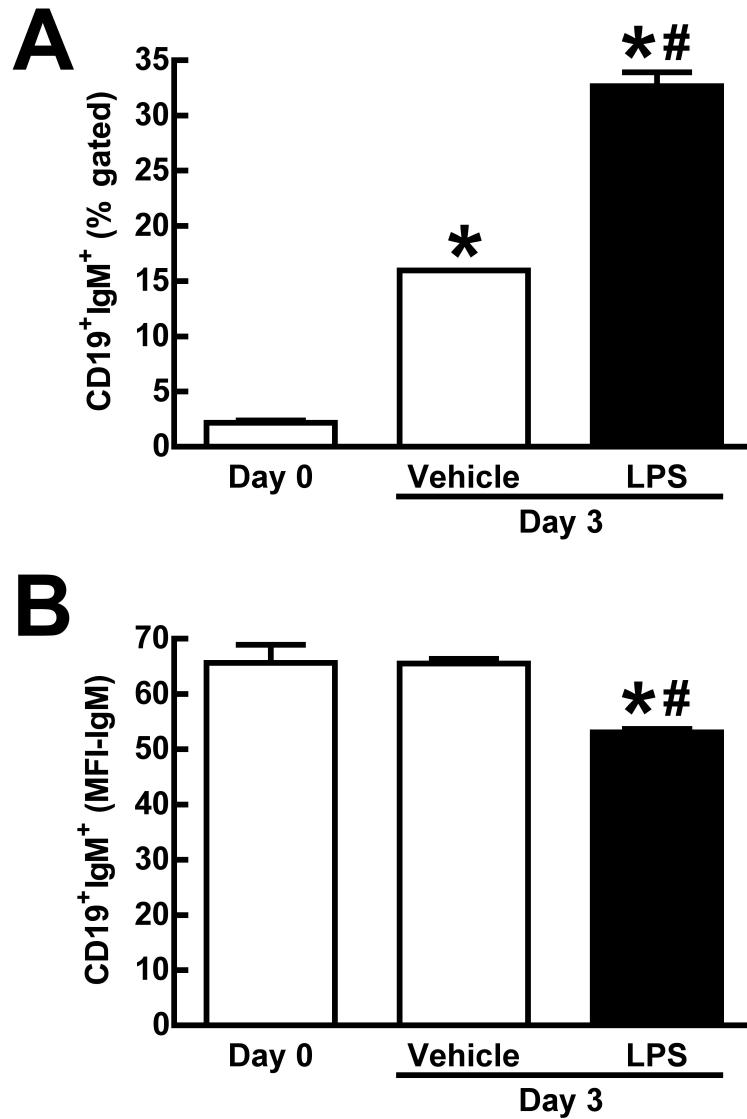 A
CD19⁺IgM⁺ (% gated)
35
30
25
20
15
10
5
0
*
*#
Day 0 Vehicle LPS
Day 3
B
CD19⁺IgM⁺ (MFI-IgM)
70
60
50
40
30
20
10
0
*#
Day 0 Vehicle LPS
Day 3